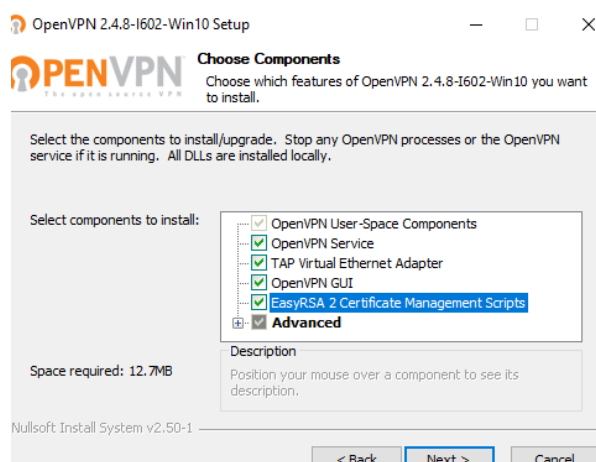 OpenVPN 2.4.8-I602-Win10 Setup
OPENVPN
The open source VPN
Choose Components
Choose which features of OpenVPN 2.4.8-I602-Win10 you want
to install.
Select the components to install/upgrade. Stop any OpenVPN processes or the OpenVPN
service if it is running. All DLLs are installed locally.
Select components to install:
OpenVPN User-Space Components
OpenVPN Service
TAP Virtual Ethernet Adapter
OpenVPN GUI
EasyRSA 2 Certificate Management Scripts
Advanced
Space required: 12.7MB
Description
Position your mouse over a component to see its
description.
Nullsoft Install System v2.50-1
< Back
Next >
Cancel